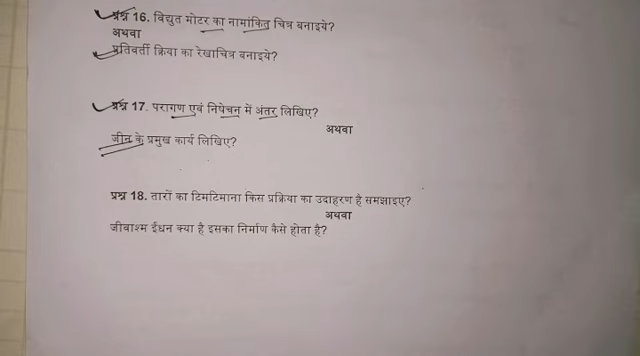 प्रश्न 16. विद्युत मोटर का नामांकित चित्र बनाइये?
अथवा
प्रतिवर्ती क्रिया का रेखाचित्र बनाइये?
प्रश्न 17. परागण एवं निषेचन में अंतर लिखिए?
अथवा
जीन के प्रमुख कार्य लिखिए?
प्रश्न 18. तारों का टिमटिमाना किस प्रक्रिया का उदाहरण है समझाइए?
अथवा
जीवाश्म ईंधन क्या है इसका निर्माण कैसे होता है?